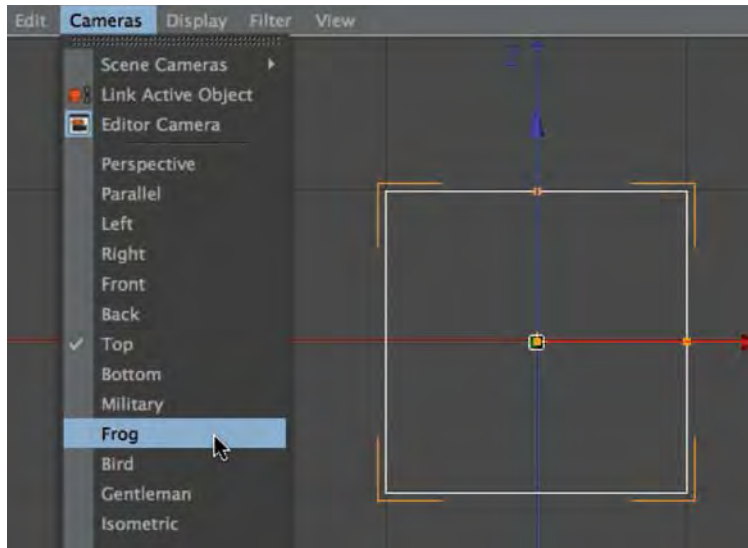 Edit Cameras Display Filter View
Scene Cameras
Link Active Object
Editor Camera
Perspective
Parallel
Left
Right
Front
Back
Top
Bottom
Military
Frog
Bird
Gentleman
Isometric
Z